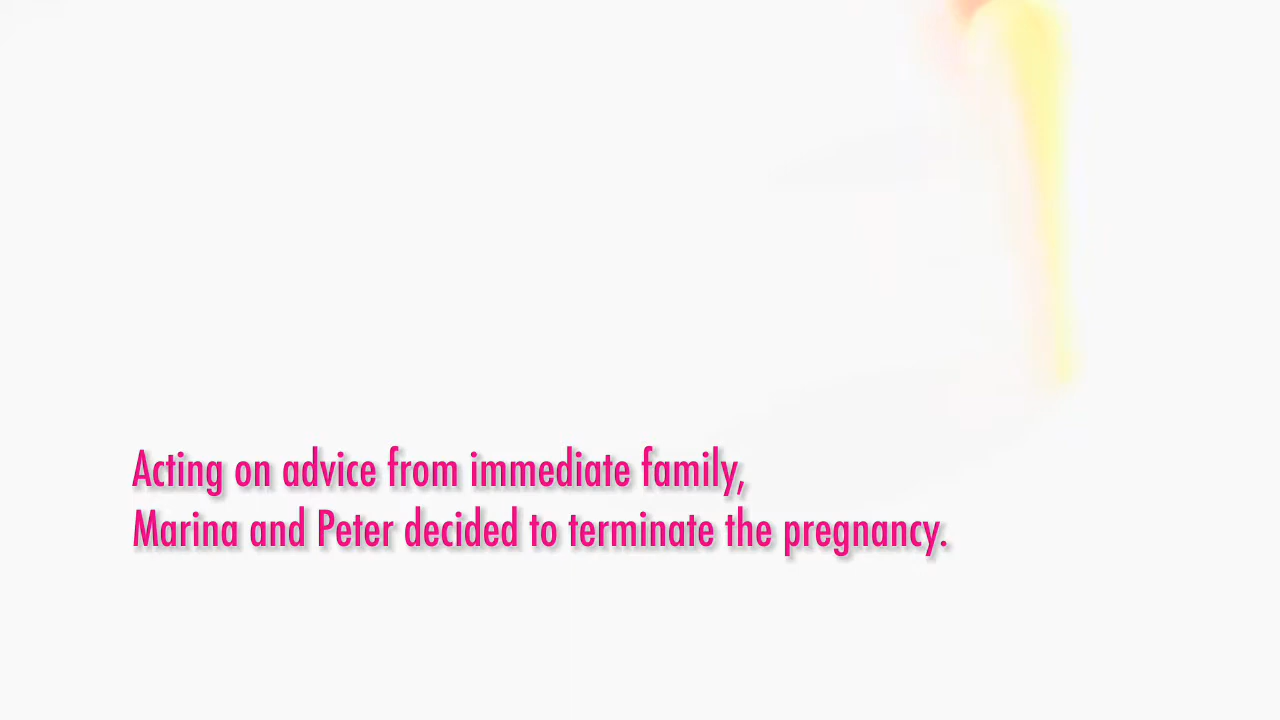 Acting on advice from immediate family,
Marina and Peter decided to terminate the pregnancy.